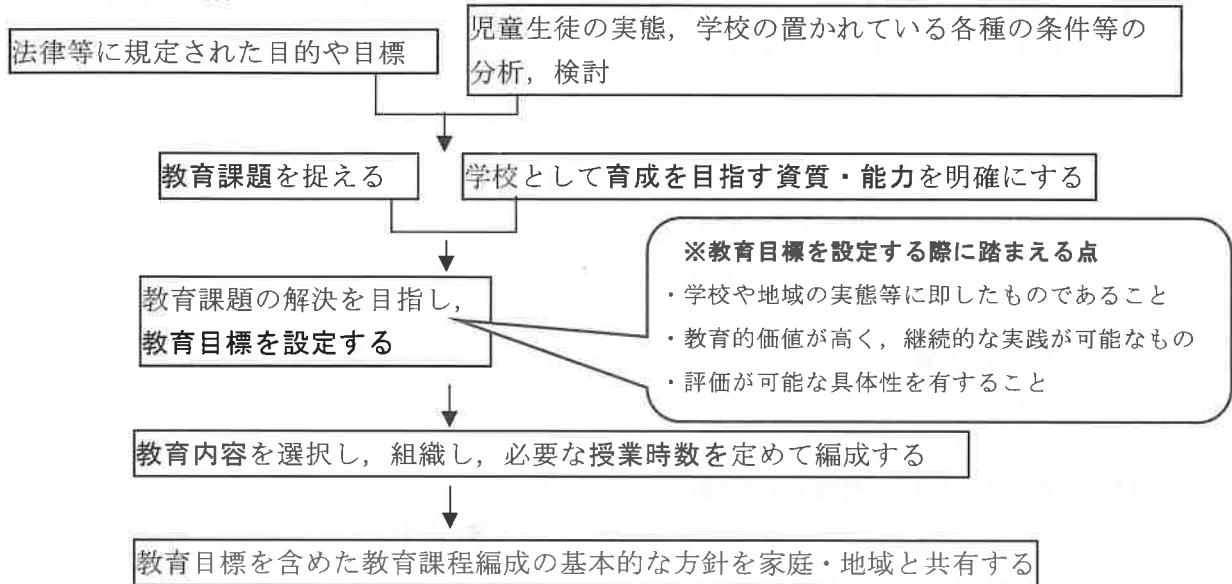 法律等に規定された目的や目標
児童生徒の実態，学校の置かれている各種の条件等の
分析，検討
教育課題を捉える
学校として育成を目指す資質・能力を明確にする
教育課題の解決を目指し，
教育目標を設定する
※教育目標を設定する際に踏まえる点
・学校や地域の実態等に即したものであること
・教育的価値が高く，継続的な実践が可能なもの
・評価が可能な具体性を有すること
教育内容を選択し，組織し，必要な授業時数を定めて編成する
教育目標を含めた教育課程編成の基本的な方針を家庭・地域と共有する